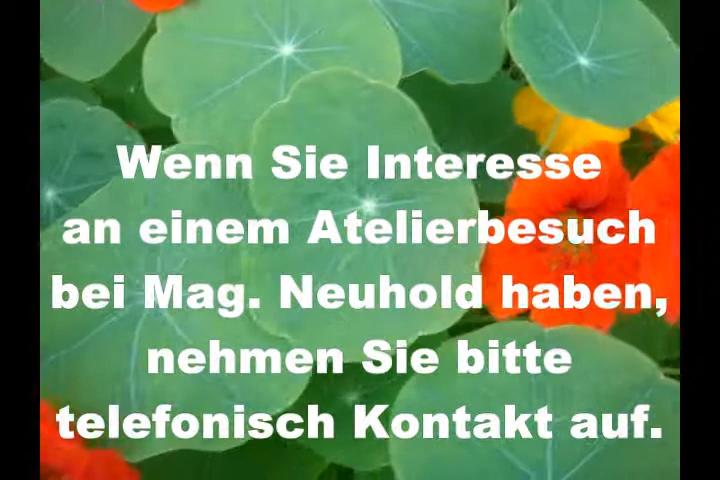 Wenn Sie Interesse
an einem Atelierbesuch
bei Mag. Neuhold haben,
nehmen Sie bitte
telefonisch Kontakt auf.